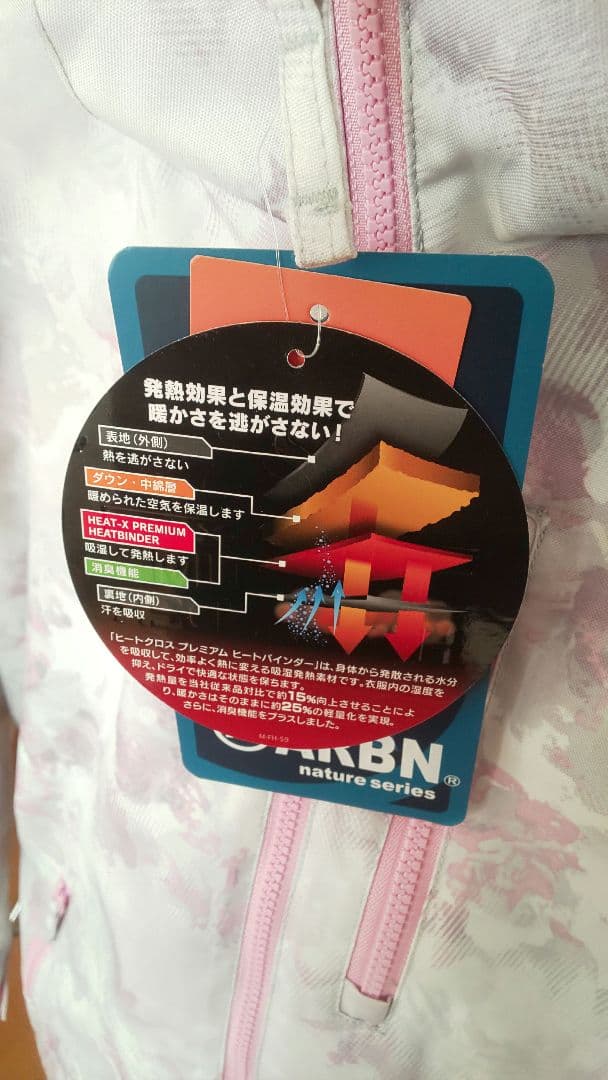 発熱効果と保温効果で
暖かさを逃がさない!
表地(外側)
熱を逃がさない
ダウン・中綿層
暖められた空気を保温します
HEAT-X PREMIUM
HEATBINDER
吸湿して発熱します
消臭機能
裏地(内側)
汗を吸収
「ヒートクロス プレミアム ヒートバインダー」は、身体から発散される水分
を吸収して、効率よく熱に変える吸湿発熱素材です。衣服内の湿度を
抑え、ドライで快適な状態を保ちます。
発熱量を当社従来品対比で約15%向上させることによ
り、暖かさはそのままに約25%の軽量化を実現。
さらに、消臭機能をプラスしました。
M-FH-59
ARBN
nature series®